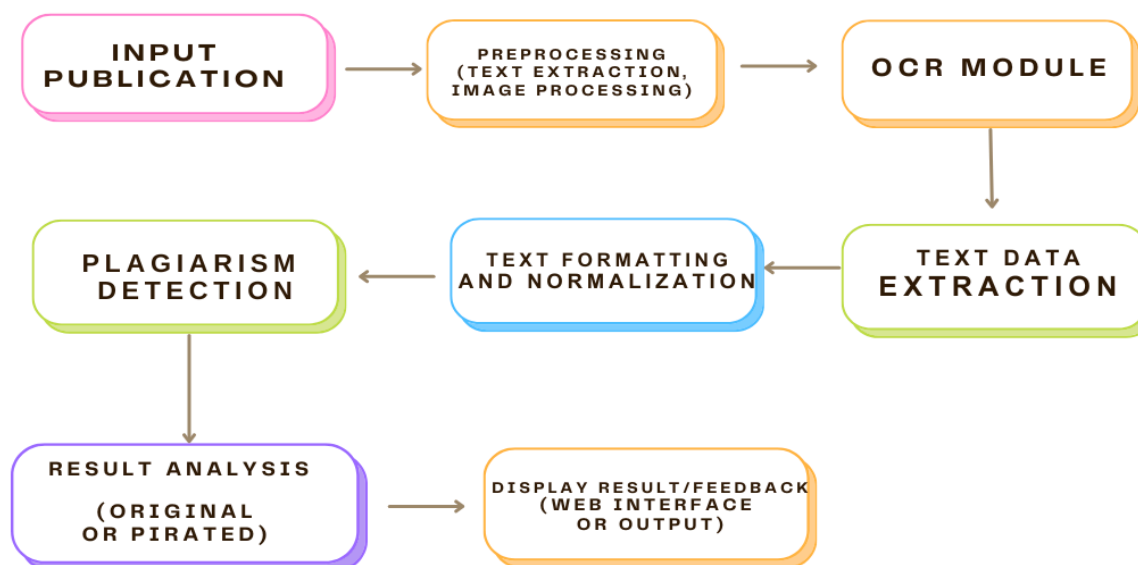 INPUT
PUBLICATION
PREPROCESSING
(TEXT EXTRACTION,
IMAGE PROCESSING)
OCR MODULE
TEXT DATA
EXTRACTION
TEXT FORMATTING
AND NORMALIZATION
PLAGIARISM
DETECTION
RESULT ANALYSIS
(ORIGINAL
OR PIRATED)
DISPLAY RESULT/FEEDBACK
(WEB INTERFACE
OR OUTPUT)